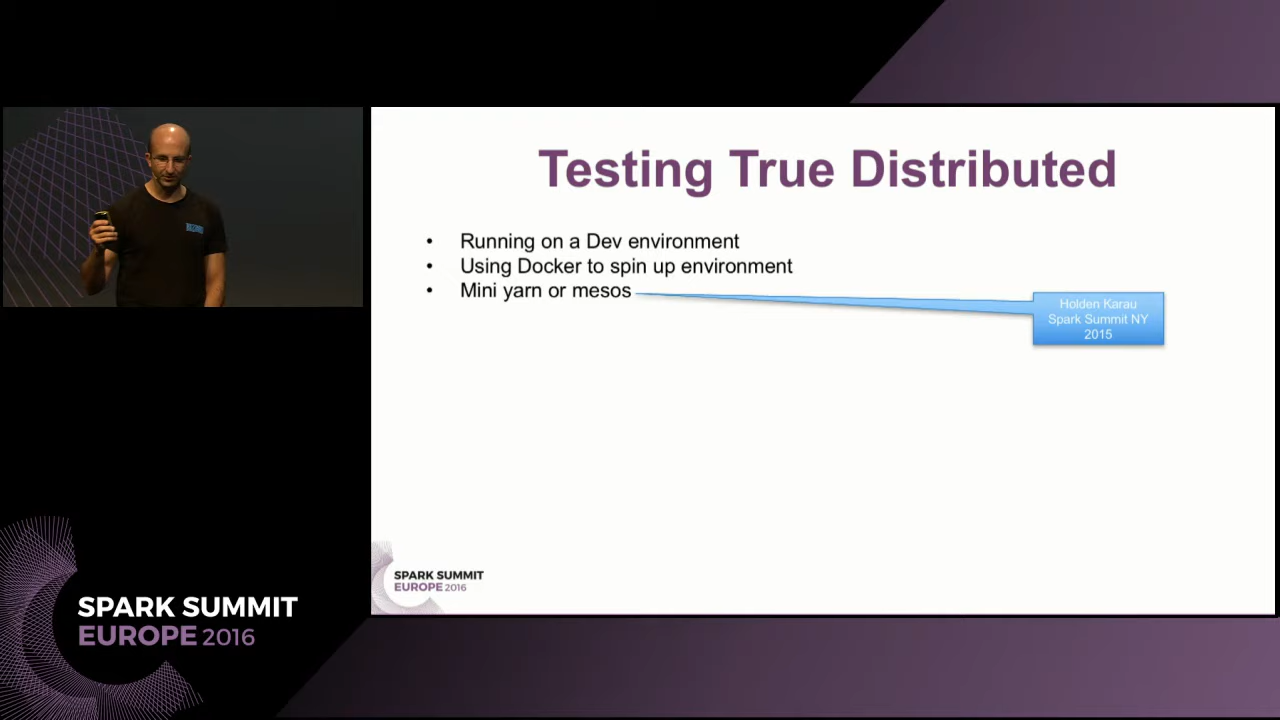 Testing True Distributed
• Running on a Dev environment
• Using Docker to spin up environment
• Mini yarn or mesos
Holden Karau
Spark Summit NY
2015
SPARK SUMMIT
EUROPE 2016
SPARK SUMMIT
EUROPE 2016